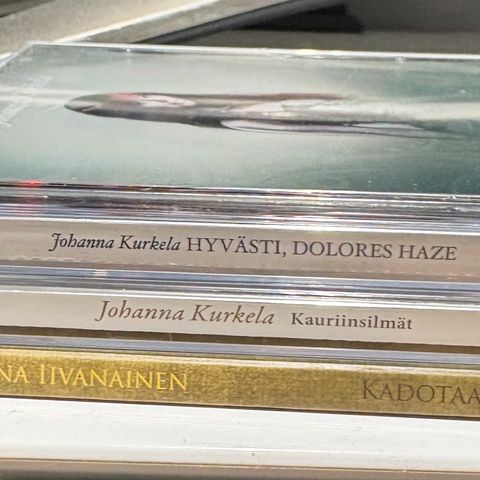 Johanna Kurkela HYVÄSTI, DOLORES HAZE
Johanna Kurkela Kauriinsilmät
NA IIVANAINEN KADOTAA